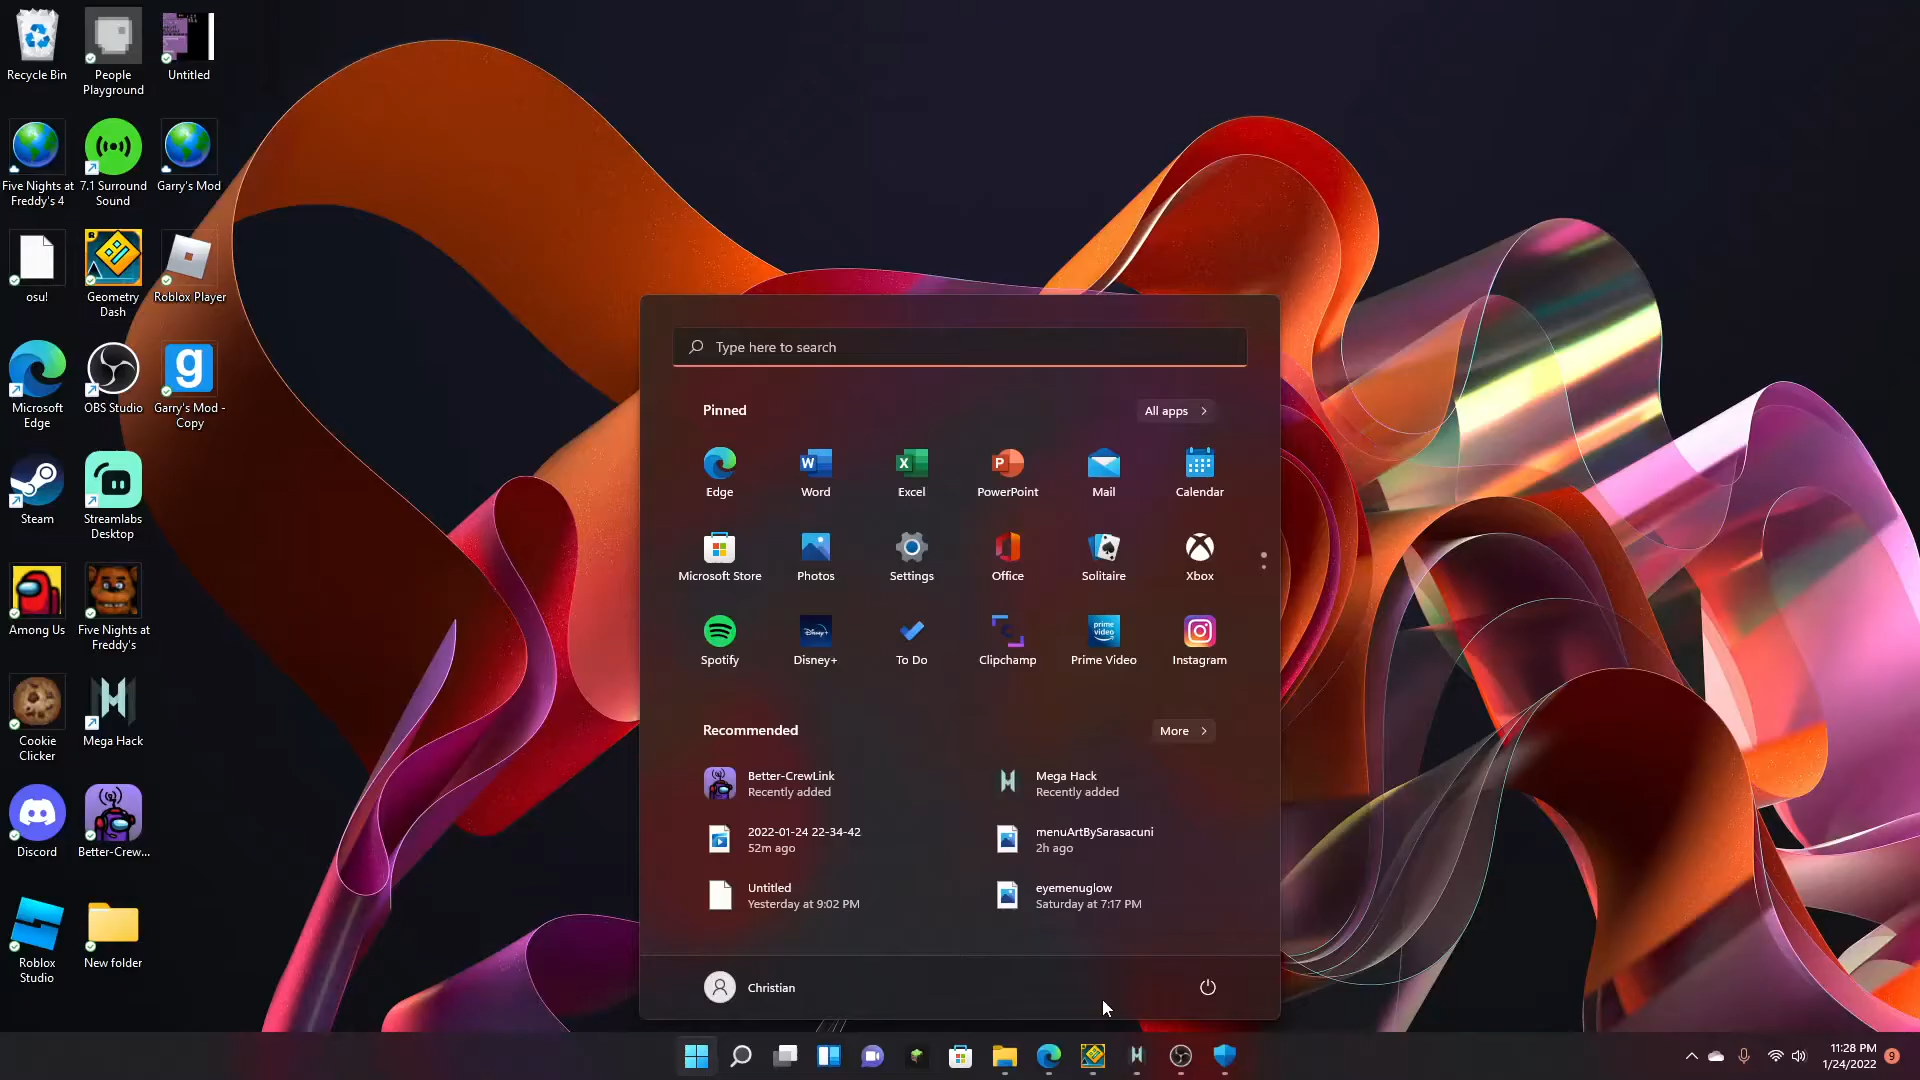 Recycle Bin
People
Playground
Untitled
Five Nights at
Freddy's 4
7.1 Surround
Sound
Garry's Mod
osu!
Geometry
Dash
Roblox Player
Microsoft
Edge
OBS Studio
Garry's Mod -
Copy
Steam
Streamlabs
Desktop
Among Us
Five Nights at
Freddy's
Cookie
Clicker
Mega Hack
Discord
Better-Crew...
Roblox
Studio
New folder
Type here to search
Pinned
All apps
Edge
Word
Excel
PowerPoint
Mail
Calendar
Microsoft Store
Photos
Settings
Office
Solitaire
Xbox
prime
video
Disney+
Spotify
Disney+
To Do
Clipchamp
Prime Video
Instagram
Recommended
More
Better-CrewLink
Recently added
Mega Hack
Recently added
2022-01-24 22-34-42
52m ago
menuArtBySarasacuni
2h ago
Untitled
Yesterday at 9:02 PM
eyemenuglow
Saturday at 7:17 PM
Christian
11:28 PM
1/24/2022
9